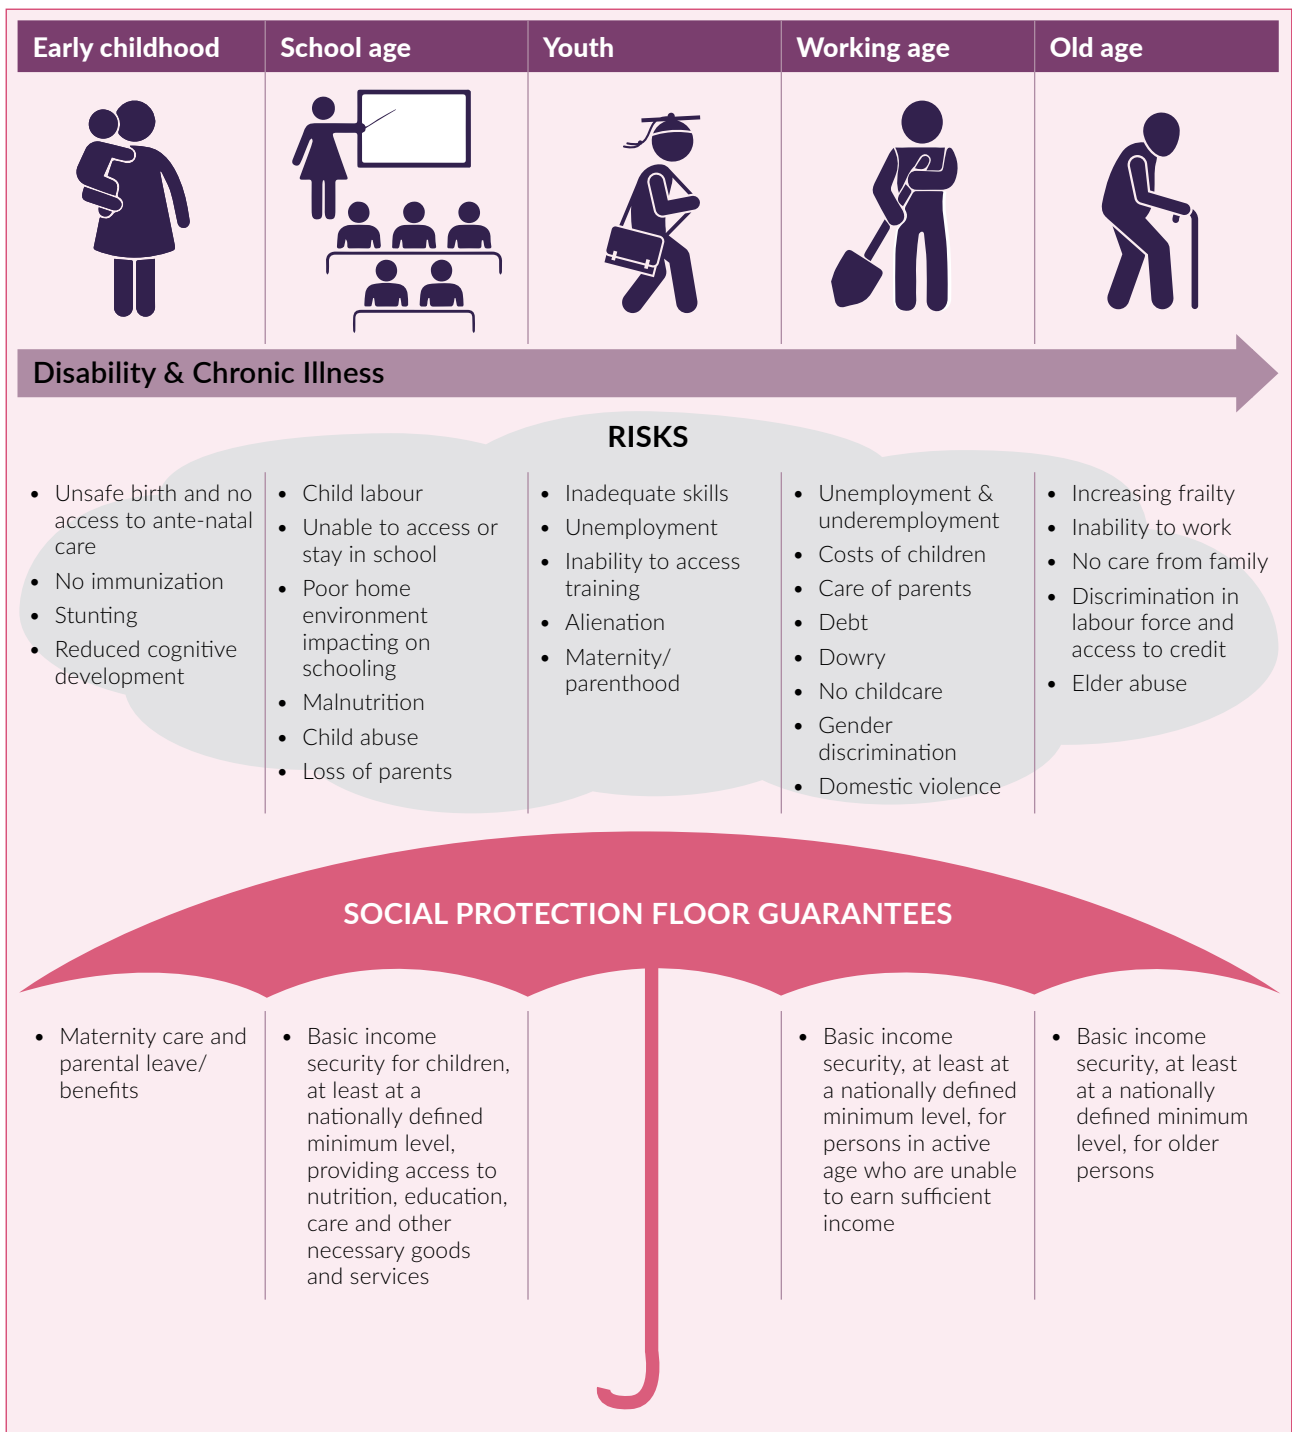 Early childhood
School age
Youth
Working age
Old age
Disability & Chronic Illness
RISKS
• Unsafe birth and no
access to ante-natal
care
• No immunization
• Stunting
• Reduced cognitive
development
• Child labour
• Unable to access or
stay in school
• Poor home
environment
impacting on
schooling
• Malnutrition
• Child abuse
• Loss of parents
• Inadequate skills
• Unemployment
• Inability to access
training
• Alienation
• Maternity/
parenthood
• Unemployment &
underemployment
• Costs of children
• Care of parents
• Debt
• Dowry
• No childcare
• Gender
discrimination
• Domestic violence
• Increasing frailty
• Inability to work
• No care from family
• Discrimination in
labour force and
access to credit
• Elder abuse
SOCIAL PROTECTION FLOOR GUARANTEES
• Maternity care and
parental leave/
benefits
• Basic income
security for children,
at least at a
nationally defined
minimum level,
providing access to
nutrition, education,
care and other
necessary goods
and services
• Basic income
security, at least at
a nationally defined
minimum level, for
persons in active
age who are unable
to earn sufficient
income
• Basic income
security, at least
at a nationally
defined minimum
level, for older
persons